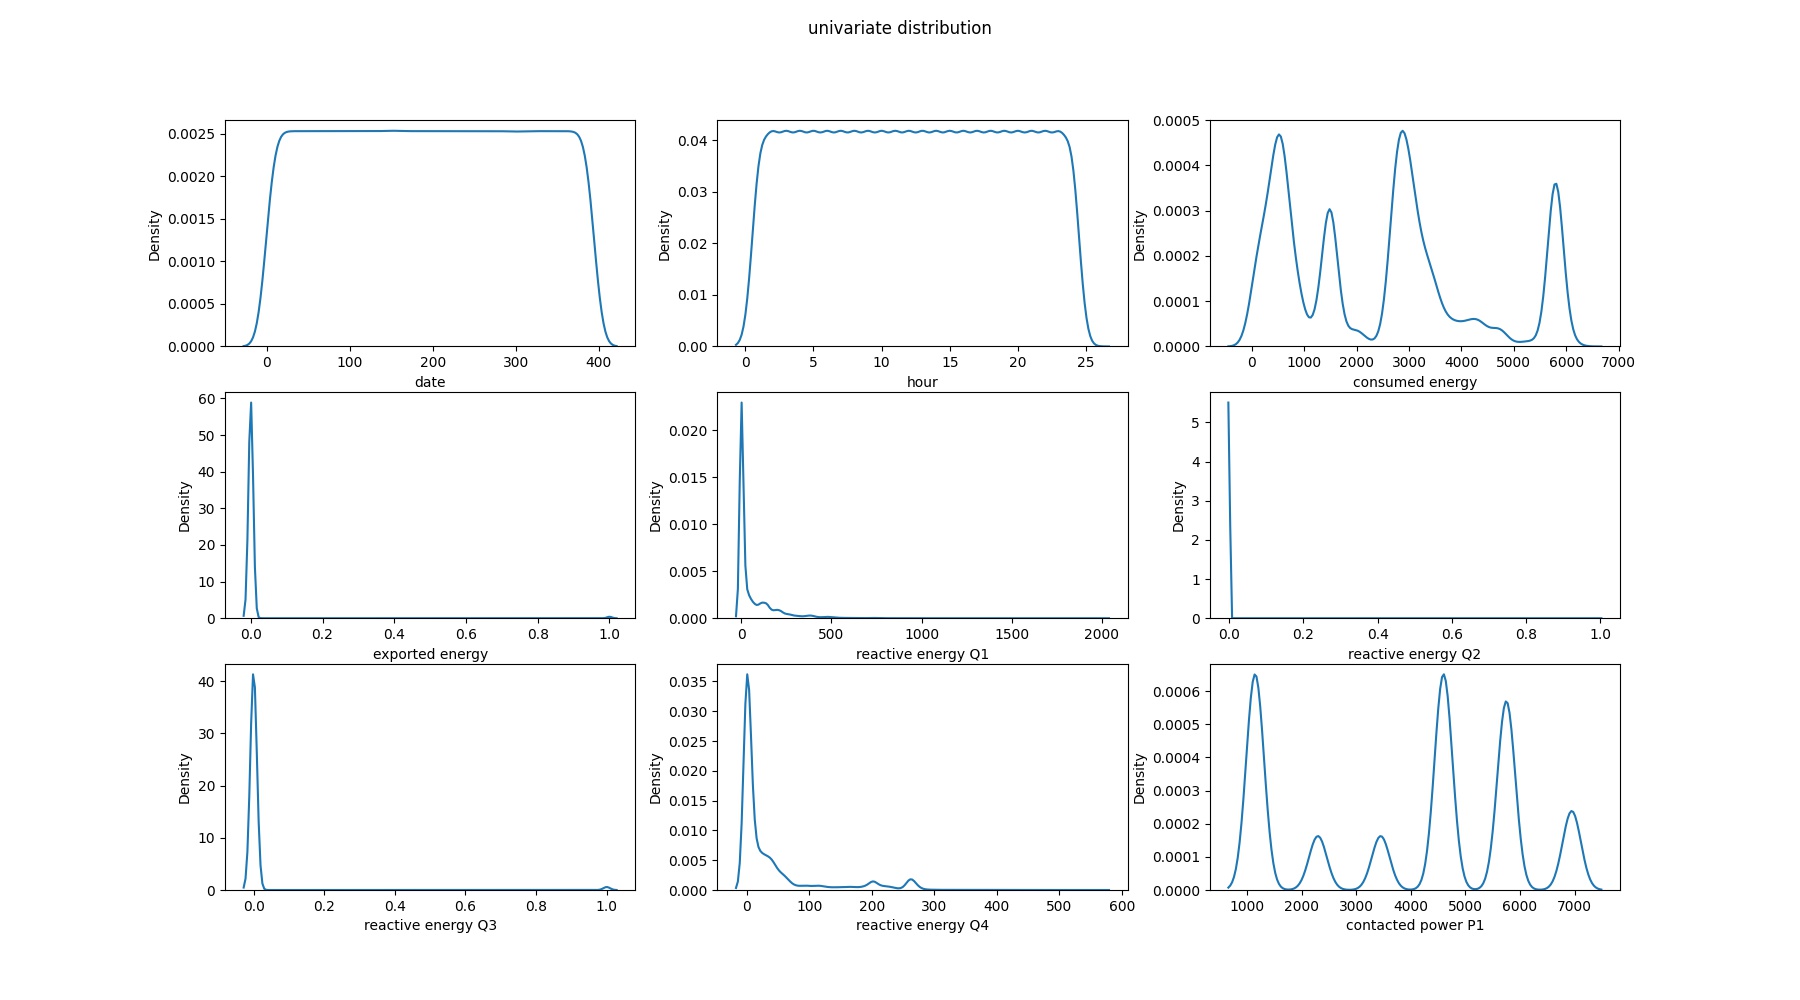 univariate distribution
0.0025
0.0020
0.0015
0.0010
0.0005
0.0000
Density
0 100 200 300 400
date
0.04
0.03
0.02
0.01
0.00
Density
0 5 10 15 20 25
hour
0.0005
0.0004
0.0003
0.0002
0.0001
0.0000
Density
0 1000 2000 3000 4000 5000 6000 7000
consumed energy
60
50
40
30
20
10
0
Density
0.0 0.2 0.4 0.6 0.8 1.0
exported energy
0.020
0.015
0.010
0.005
0.000
Density
0 500 1000 1500 2000
reactive energy Q1
5
4
3
2
1
0
Density
0.0 0.2 0.4 0.6 0.8 1.0
reactive energy Q2
40
30
20
10
0
Density
0.0 0.2 0.4 0.6 0.8 1.0
reactive energy Q3
0.035
0.030
0.025
0.020
0.015
0.010
0.005
0.000
Density
0 100 200 300 400 500 600
reactive energy Q4
0.0006
0.0005
0.0004
0.0003
0.0002
0.0001
0.0000
Density
1000 2000 3000 4000 5000 6000 7000
contacted power P1